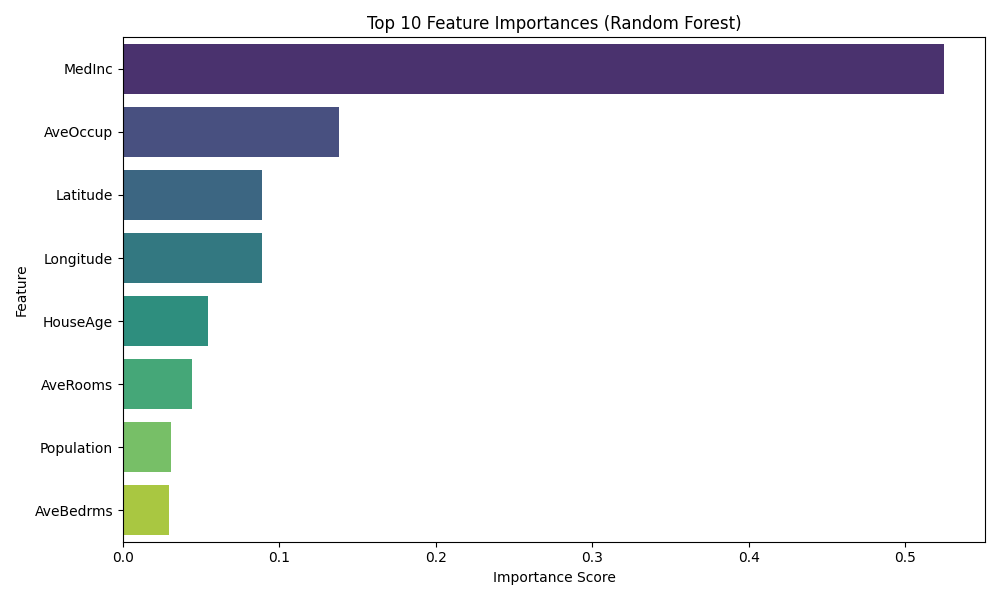 Top 10 Feature Importances (Random Forest)
Feature
MedInc
AveOccup
Latitude
Longitude
HouseAge
AveRooms
Population
AveBedrms
0.0 0.1 0.2 0.3 0.4 0.5
Importance Score